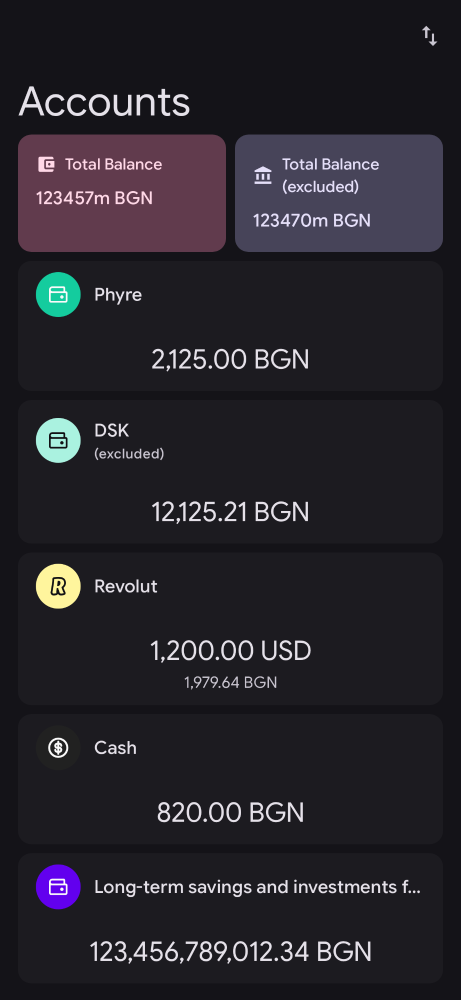 Accounts
Total Balance
123457m BGN
Total Balance
(excluded)
123470m BGN
Phyre
2,125.00 BGN
DSK
(excluded)
12,125.21 BGN
R
Revolut
1,200.00 USD
1,979.64 BGN
Cash
820.00 BGN
Long-term savings and investments f...
123,456,789,012.34 BGN